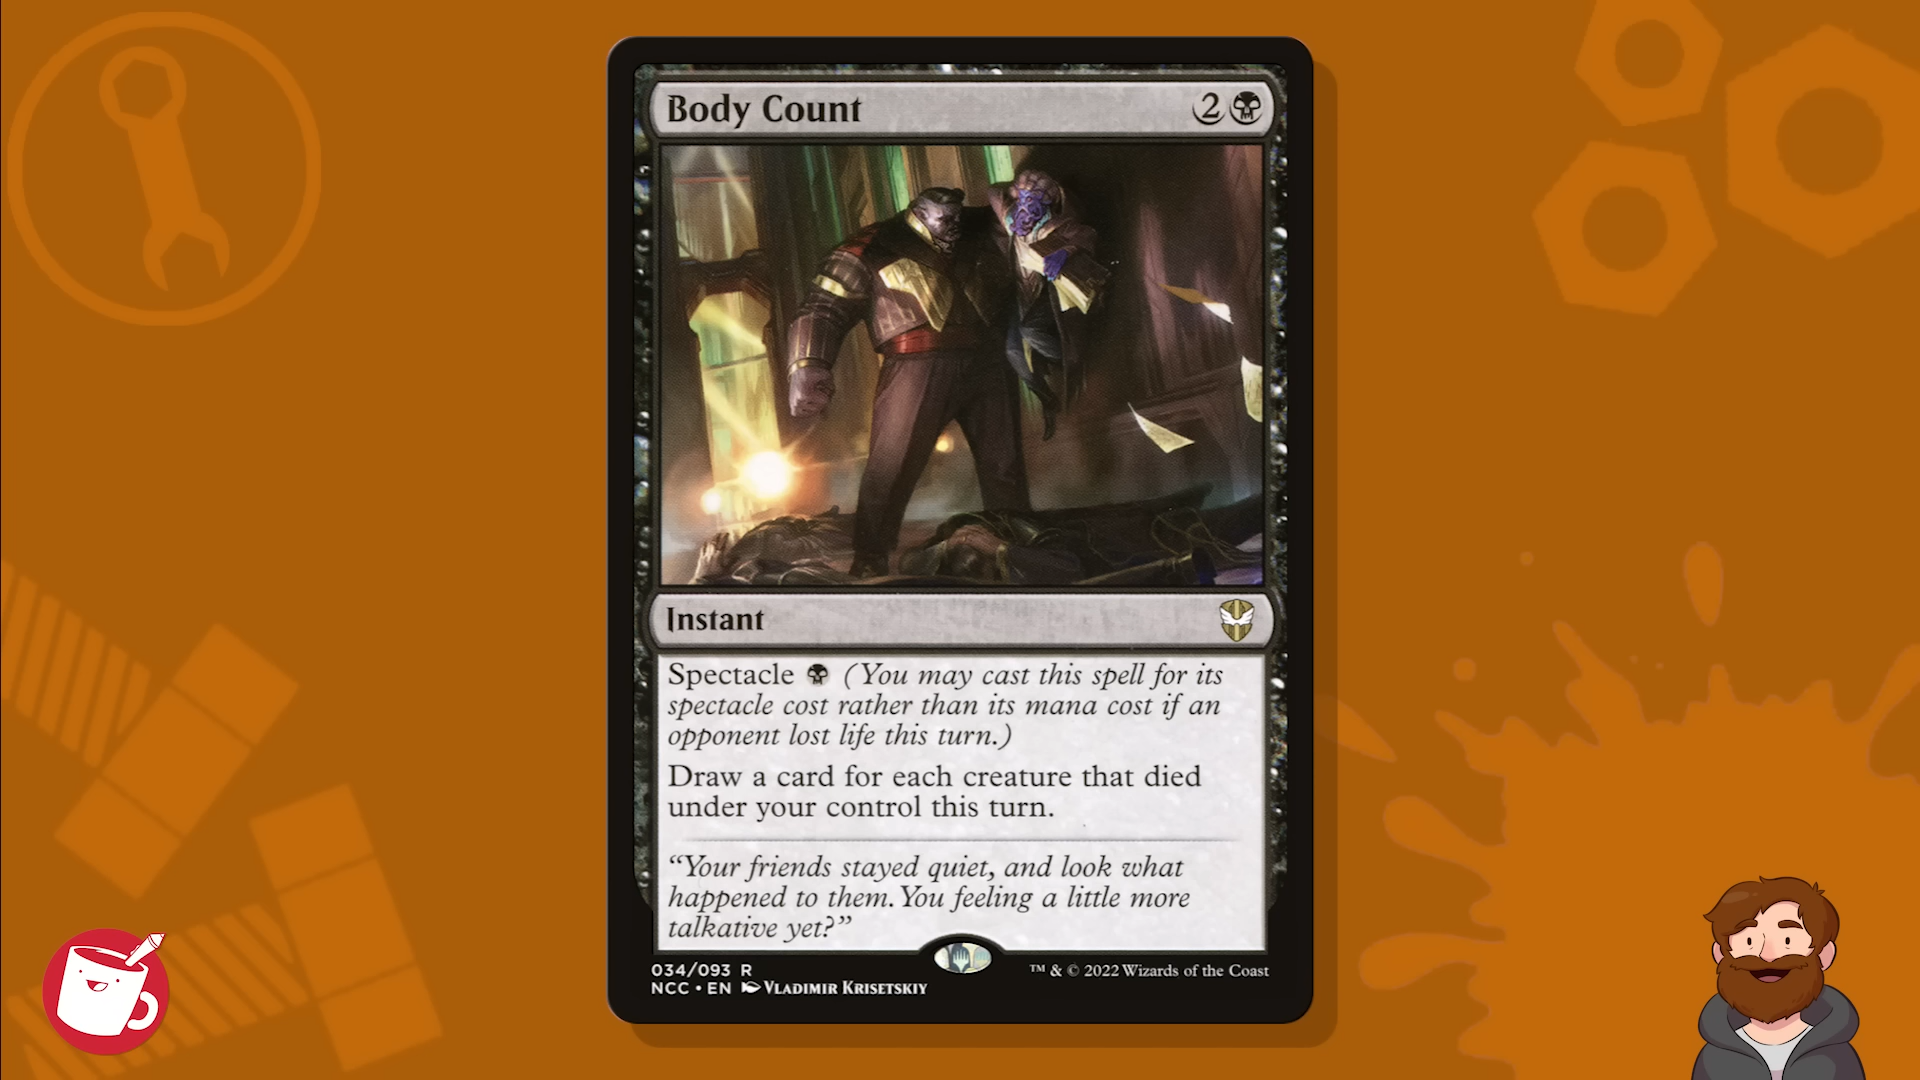 Body Count
2
Instant
Spectacle (You may cast this spell for its
spectacle cost rather than its mana cost if an
opponent lost life this turn.)
Draw a card for each creature that died
under your control this turn.
“Your friends stayed quiet, and look what
happened to them. You feeling a little more
talkative yet?”
034/093 R
NCC • EN Vladimir Krisetskiy
™ & © 2022 Wizards of the Coast